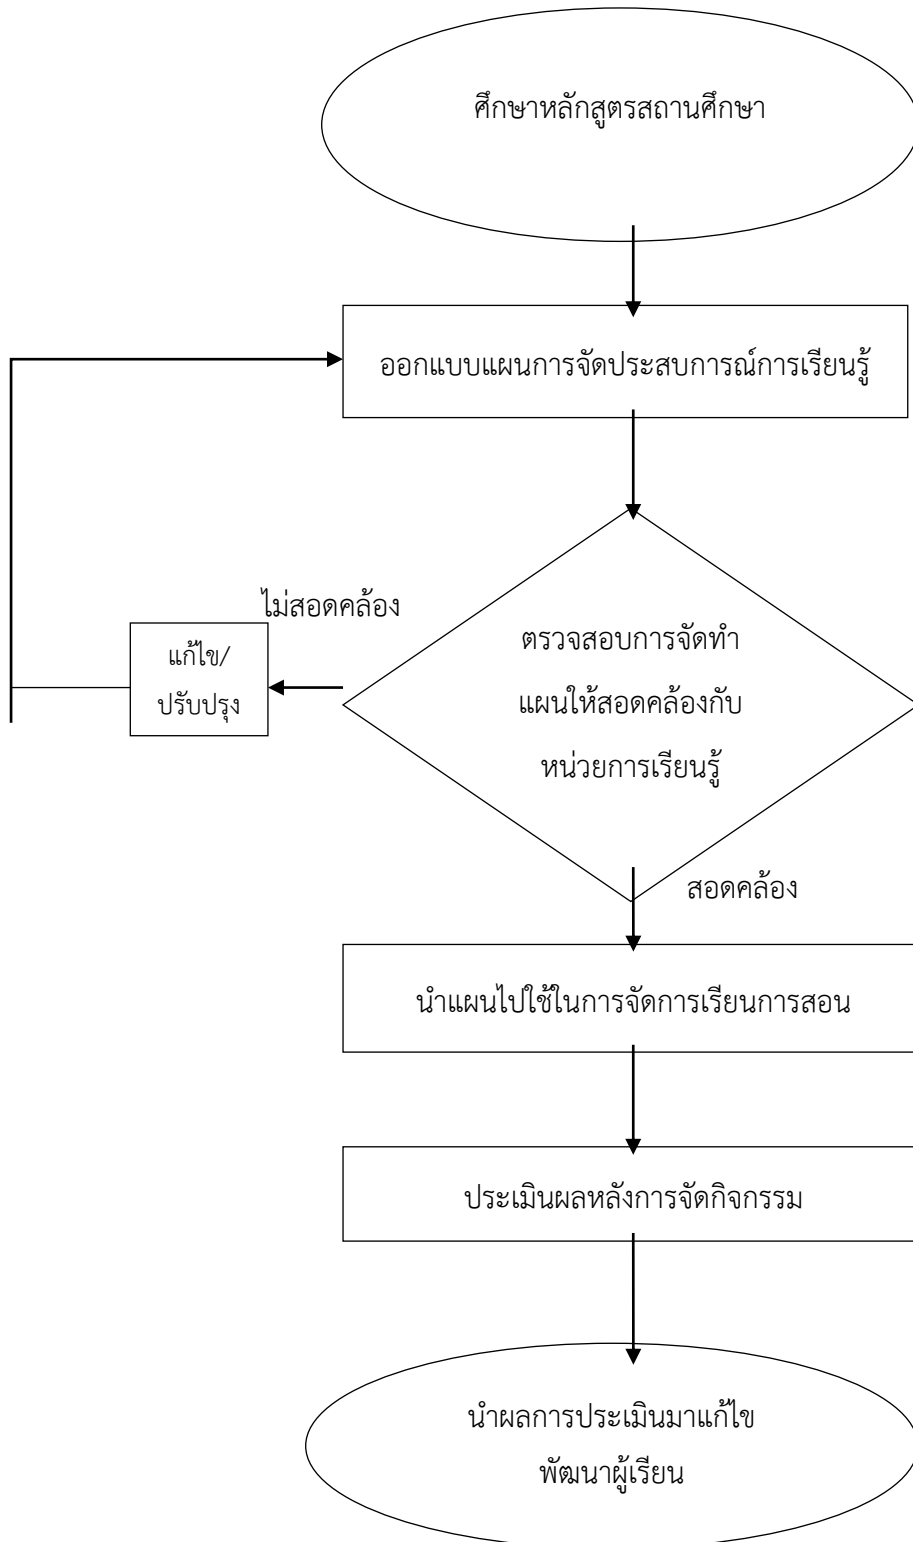 ศึกษาหลักสูตรสถานศึกษา
ออกแบบแผนการจัดประสบการณ์การเรียนรู้
ไม่สอดคล้อง
แก้ไข/
ปรับปรุง
ตรวจสอบการจัดทำ
แผนให้สอดคล้องกับ
หน่วยการเรียนรู้
สอดคล้อง
นำแผนไปใช้ในการจัดการเรียนการสอน
ประเมินผลหลังการจัดกิจกรรม
นำผลการประเมินมาแก้ไข
พัฒนาผู้เรียน